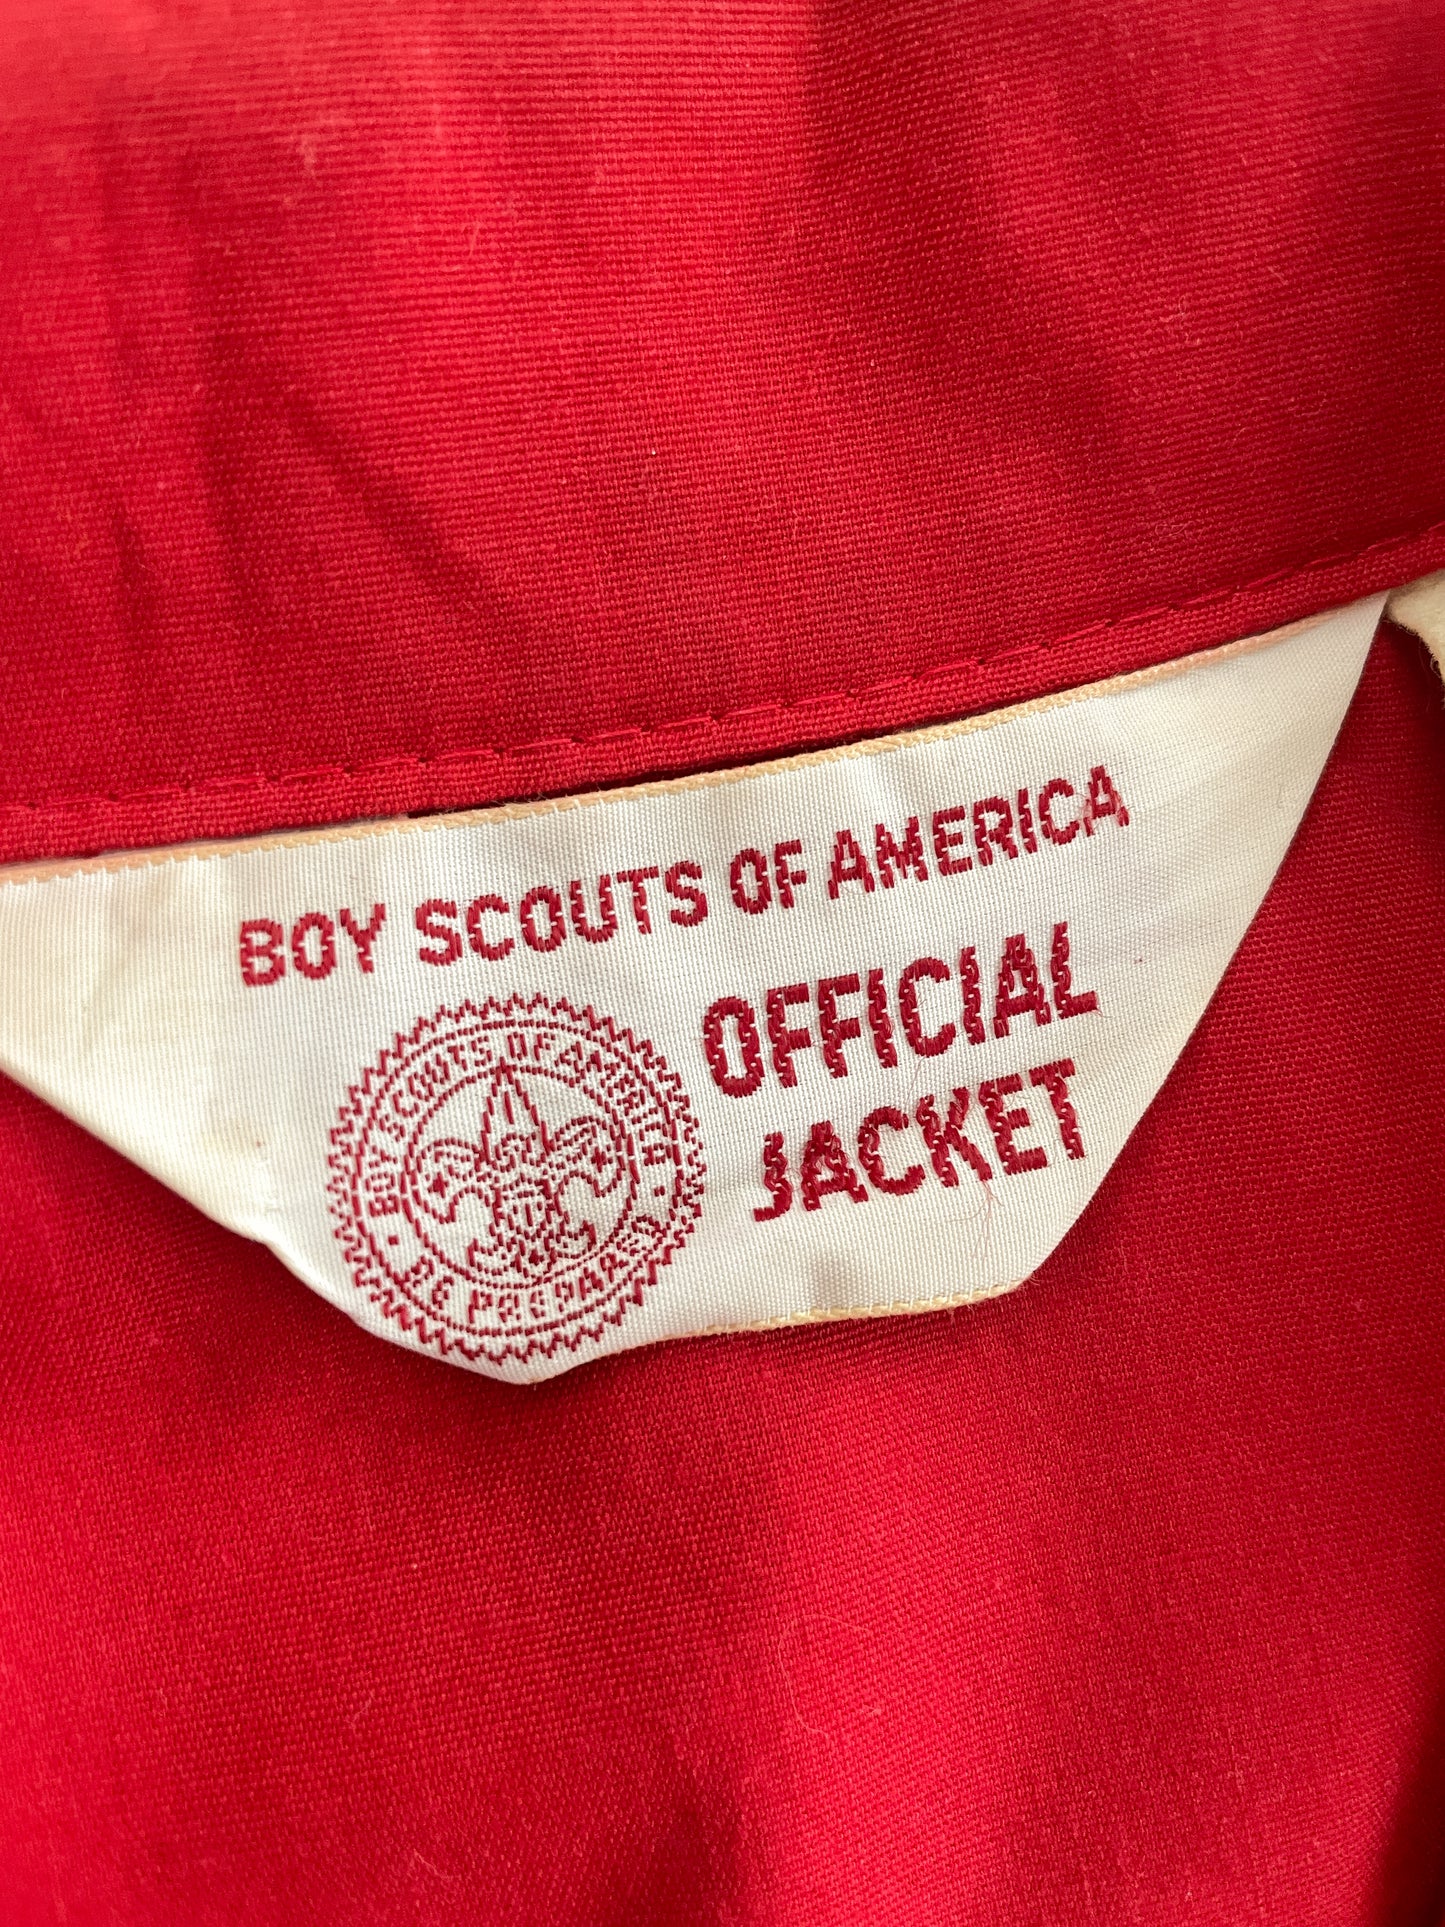 BOY SCOUTS OF AMERICA
OFFICIAL
JACKET
BOY SCOUTS OF AMERICA
· BE PREPARED ·